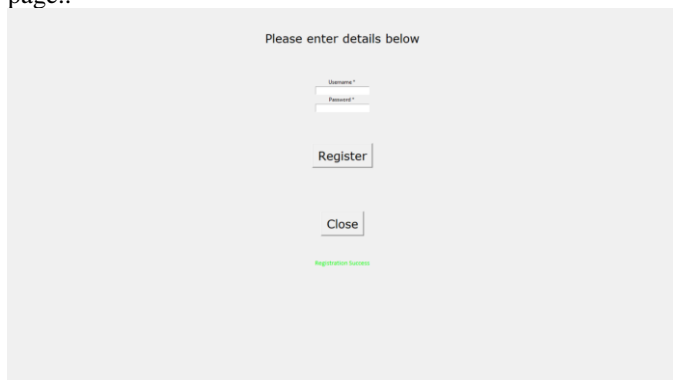 page..
Please enter details below
Username *
Password *
Register
Close
Registration Success